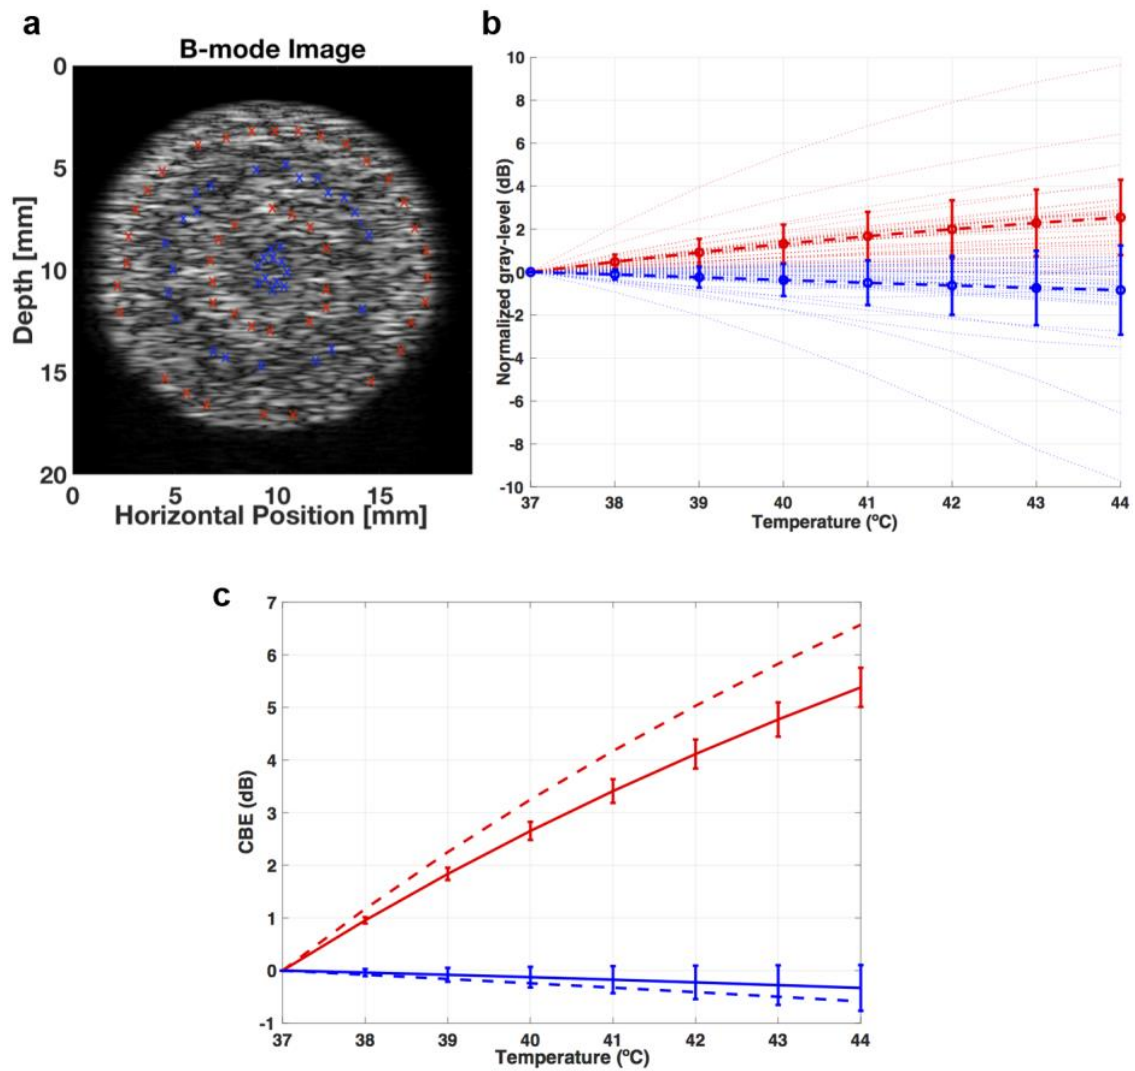 a
B-mode Image
0
5
10
15
20
Depth [mm]
0 5 10 15
Horizontal Position [mm]
b
10
8
6
4
2
0
-2
-4
-6
-8
-10
Normalized gray-level (dB)
37 38 39 40 41 42 43 44
Temperature (ºC)
c
7
6
5
4
3
2
1
0
-1
CBE (dB)
37 38 39 40 41 42 43 44
Temperature (ºC)